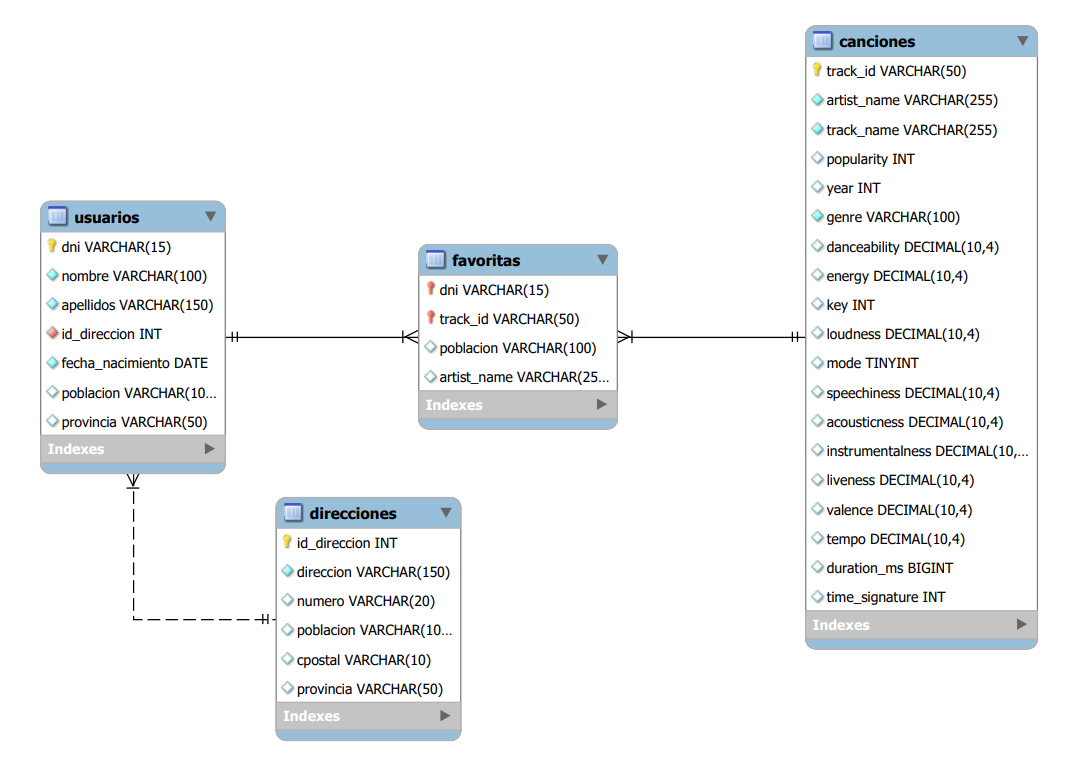 canciones
track_id VARCHAR(50)
artist_name VARCHAR(255)
track_name VARCHAR(255)
popularity INT
year INT
genre VARCHAR(100)
danceability DECIMAL(10,4)
energy DECIMAL(10,4)
key INT
loudness DECIMAL(10,4)
mode TINYINT
speechiness DECIMAL(10,4)
acousticness DECIMAL(10,4)
instrumentalness DECIMAL(10,...
liveness DECIMAL(10,4)
valence DECIMAL(10,4)
tempo DECIMAL(10,4)
duration_ms BIGINT
time_signature INT
Indexes
usuarios
dni VARCHAR(15)
nombre VARCHAR(100)
apellidos VARCHAR(150)
id_direccion INT
fecha_nacimiento DATE
poblacion VARCHAR(10...
provincia VARCHAR(50)
Indexes
favoritas
dni VARCHAR(15)
track_id VARCHAR(50)
poblacion VARCHAR(100)
artist_name VARCHAR(25...
Indexes
direcciones
id_direccion INT
direccion VARCHAR(150)
numero VARCHAR(20)
poblacion VARCHAR(10...
cpostal VARCHAR(10)
provincia VARCHAR(50)
Indexes